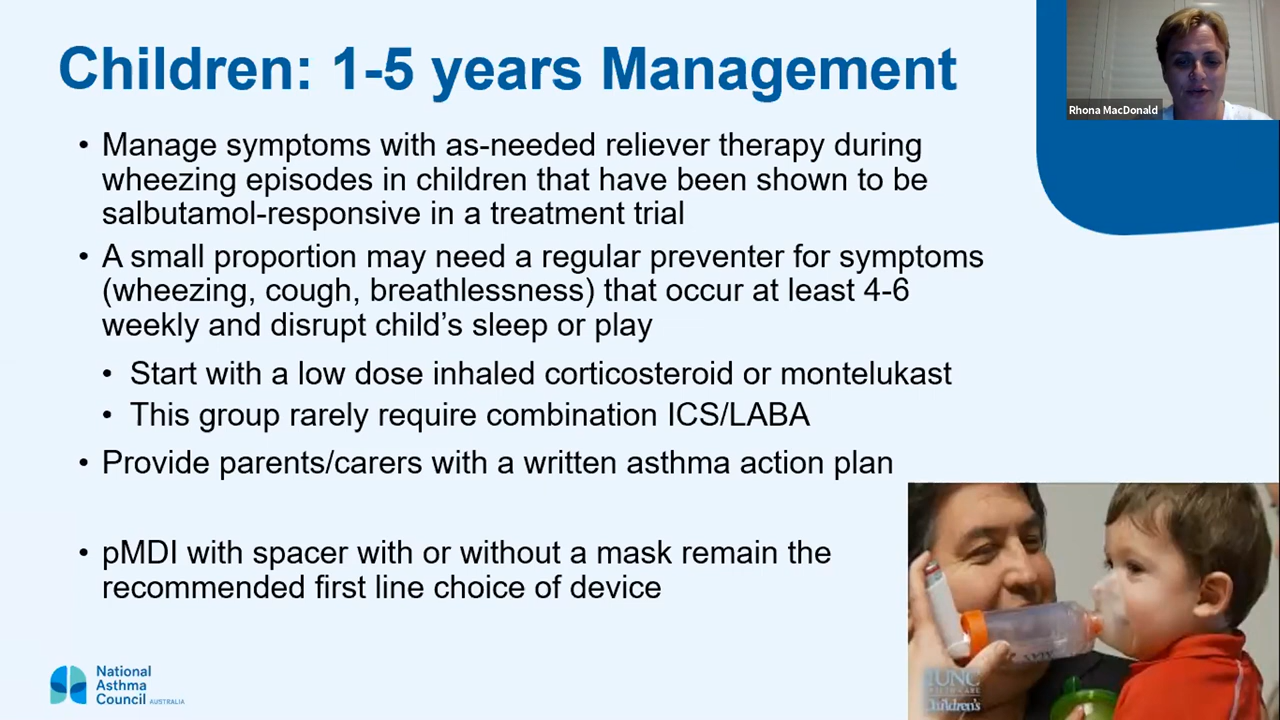 Children: 1-5 years Management
Rhona MacDonald
• Manage symptoms with as-needed reliever therapy during
wheezing episodes in children that have been shown to be
salbutamol-responsive in a treatment trial
• A small proportion may need a regular preventer for symptoms
(wheezing, cough, breathlessness) that occur at least 4-6
weekly and disrupt child's sleep or play
• Start with a low dose inhaled corticosteroid or montelukast
• This group rarely require combination ICS/LABA
• Provide parents/carers with a written asthma action plan
• pMDI with spacer with or without a mask remain the
recommended first line choice of device
National
Asthma
Council AUSTRALIA
UNC
Children's